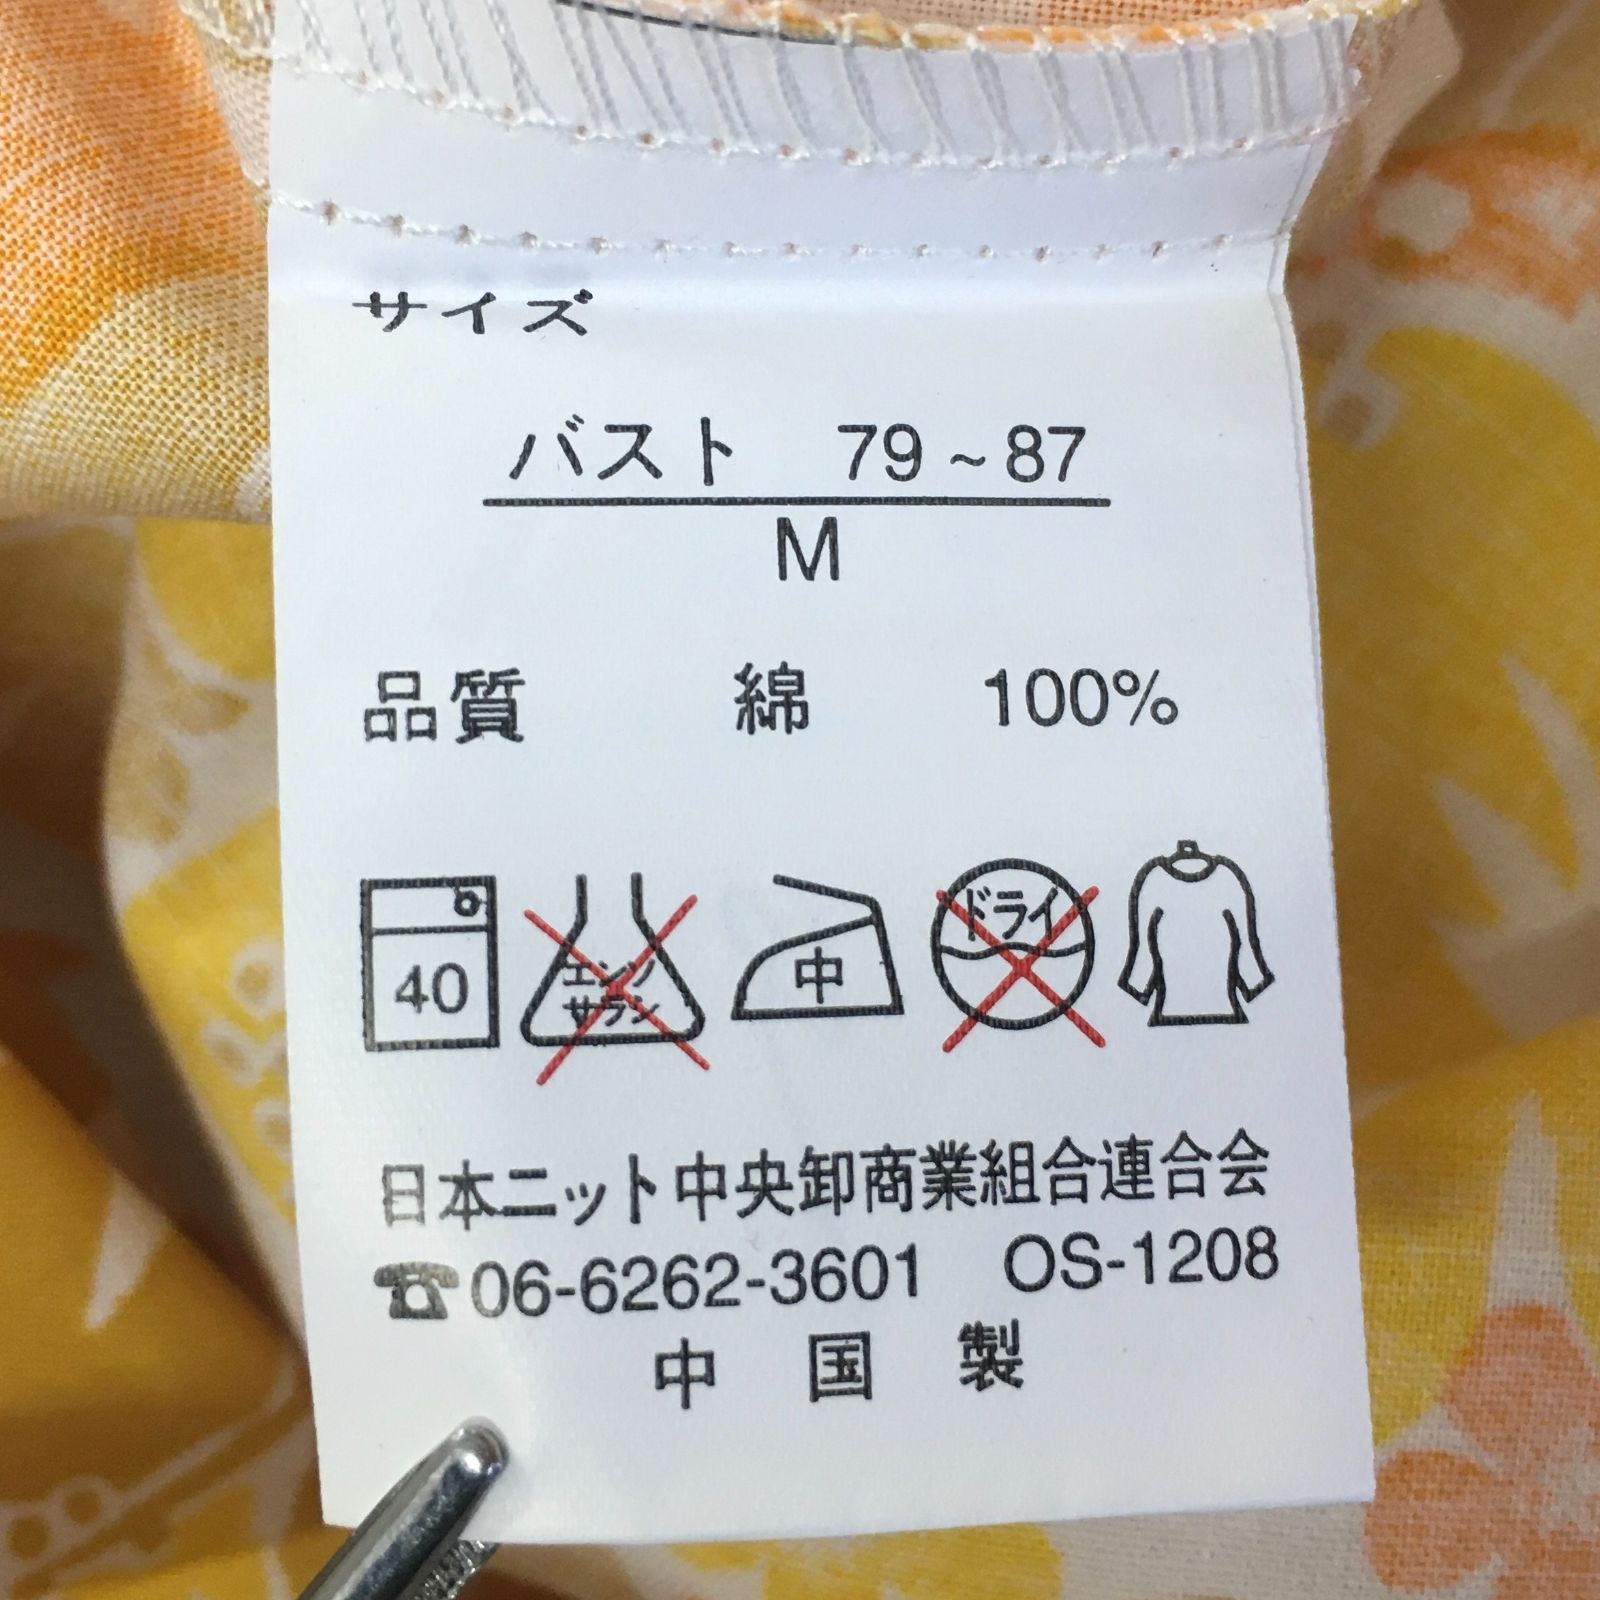 サイズ
バスト 79~87
M
品質 綿 100%
40 エンソ サラシ 中 ドライ
日本ニット中央卸商業組合連合会
☎06-6262-3601 OS-1208
中国製